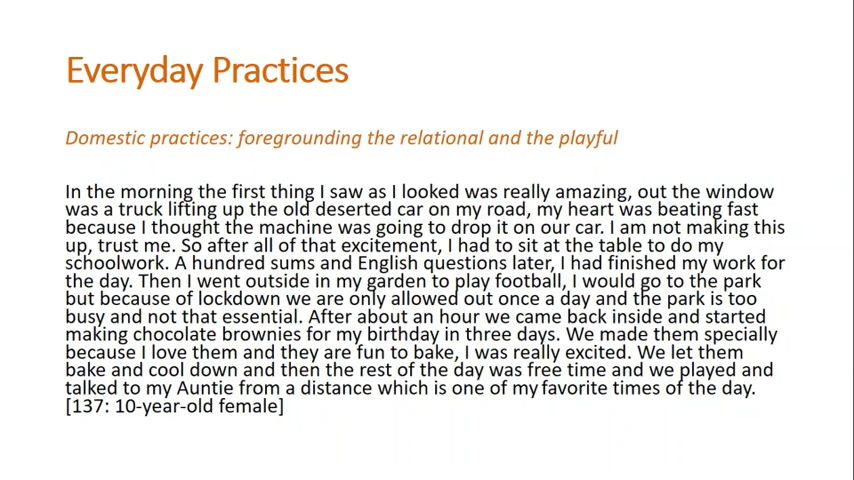 Everyday Practices
Domestic practices: foregrounding the relational and the playful
In the morning the first thing I saw as I looked was really amazing, out the window
was a truck lifting up the old deserted car on my road, my heart was beating fast
because I thought the machine was going to drop it on our car. I am not making this
up, trust me. So after all of that excitement, I had to sit at the table to do my
schoolwork. A hundred sums and English questions later, I had finished my work for
the day. Then I went outside in my garden to play football, I would go to the park
but because of lockdown we are only allowed out once a day and the park is too
busy and not that essential. After about an hour we came back inside and started
making chocolate brownies for my birthday in three days. We made them specially
because I love them and they are fun to bake, I was really excited. We let them
bake and cool down and then the rest of the day was free time and we played and
talked to my Auntie from a distance which is one of my favorite times of the day.
[137: 10-year-old female]